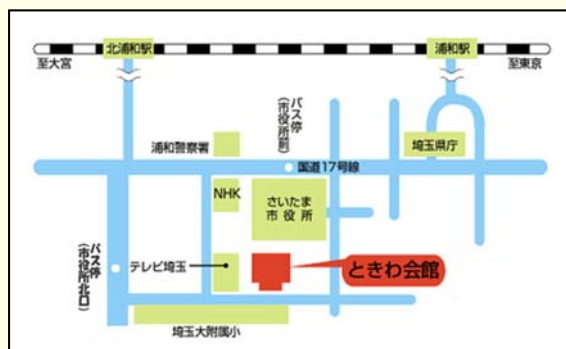 北浦和駅
浦和駅
至大宮
至東京
バス停
(市役所前)
浦和警察署
埼玉県庁
国道17号線
NHK
さいたま
市役所
バス停
(市役所北口)
テレビ埼玉
ときわ会館
埼玉大附属小